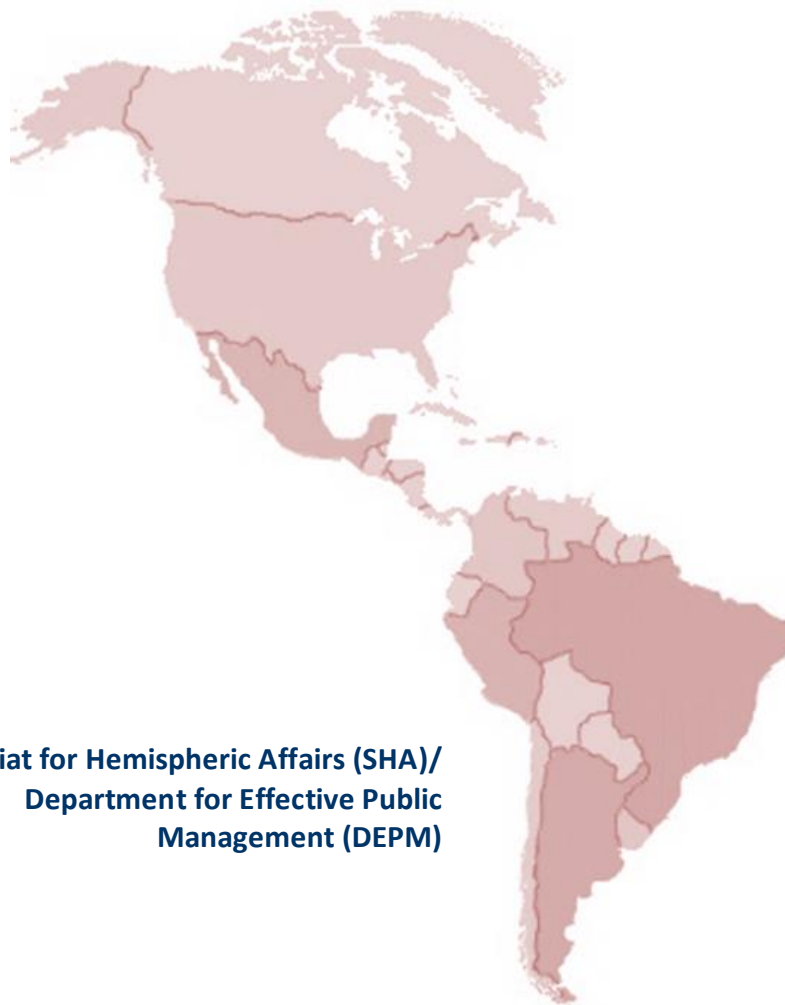 iat for Hemispheric Affairs (SHA)/
Department for Effective Public
Management (DEPM)